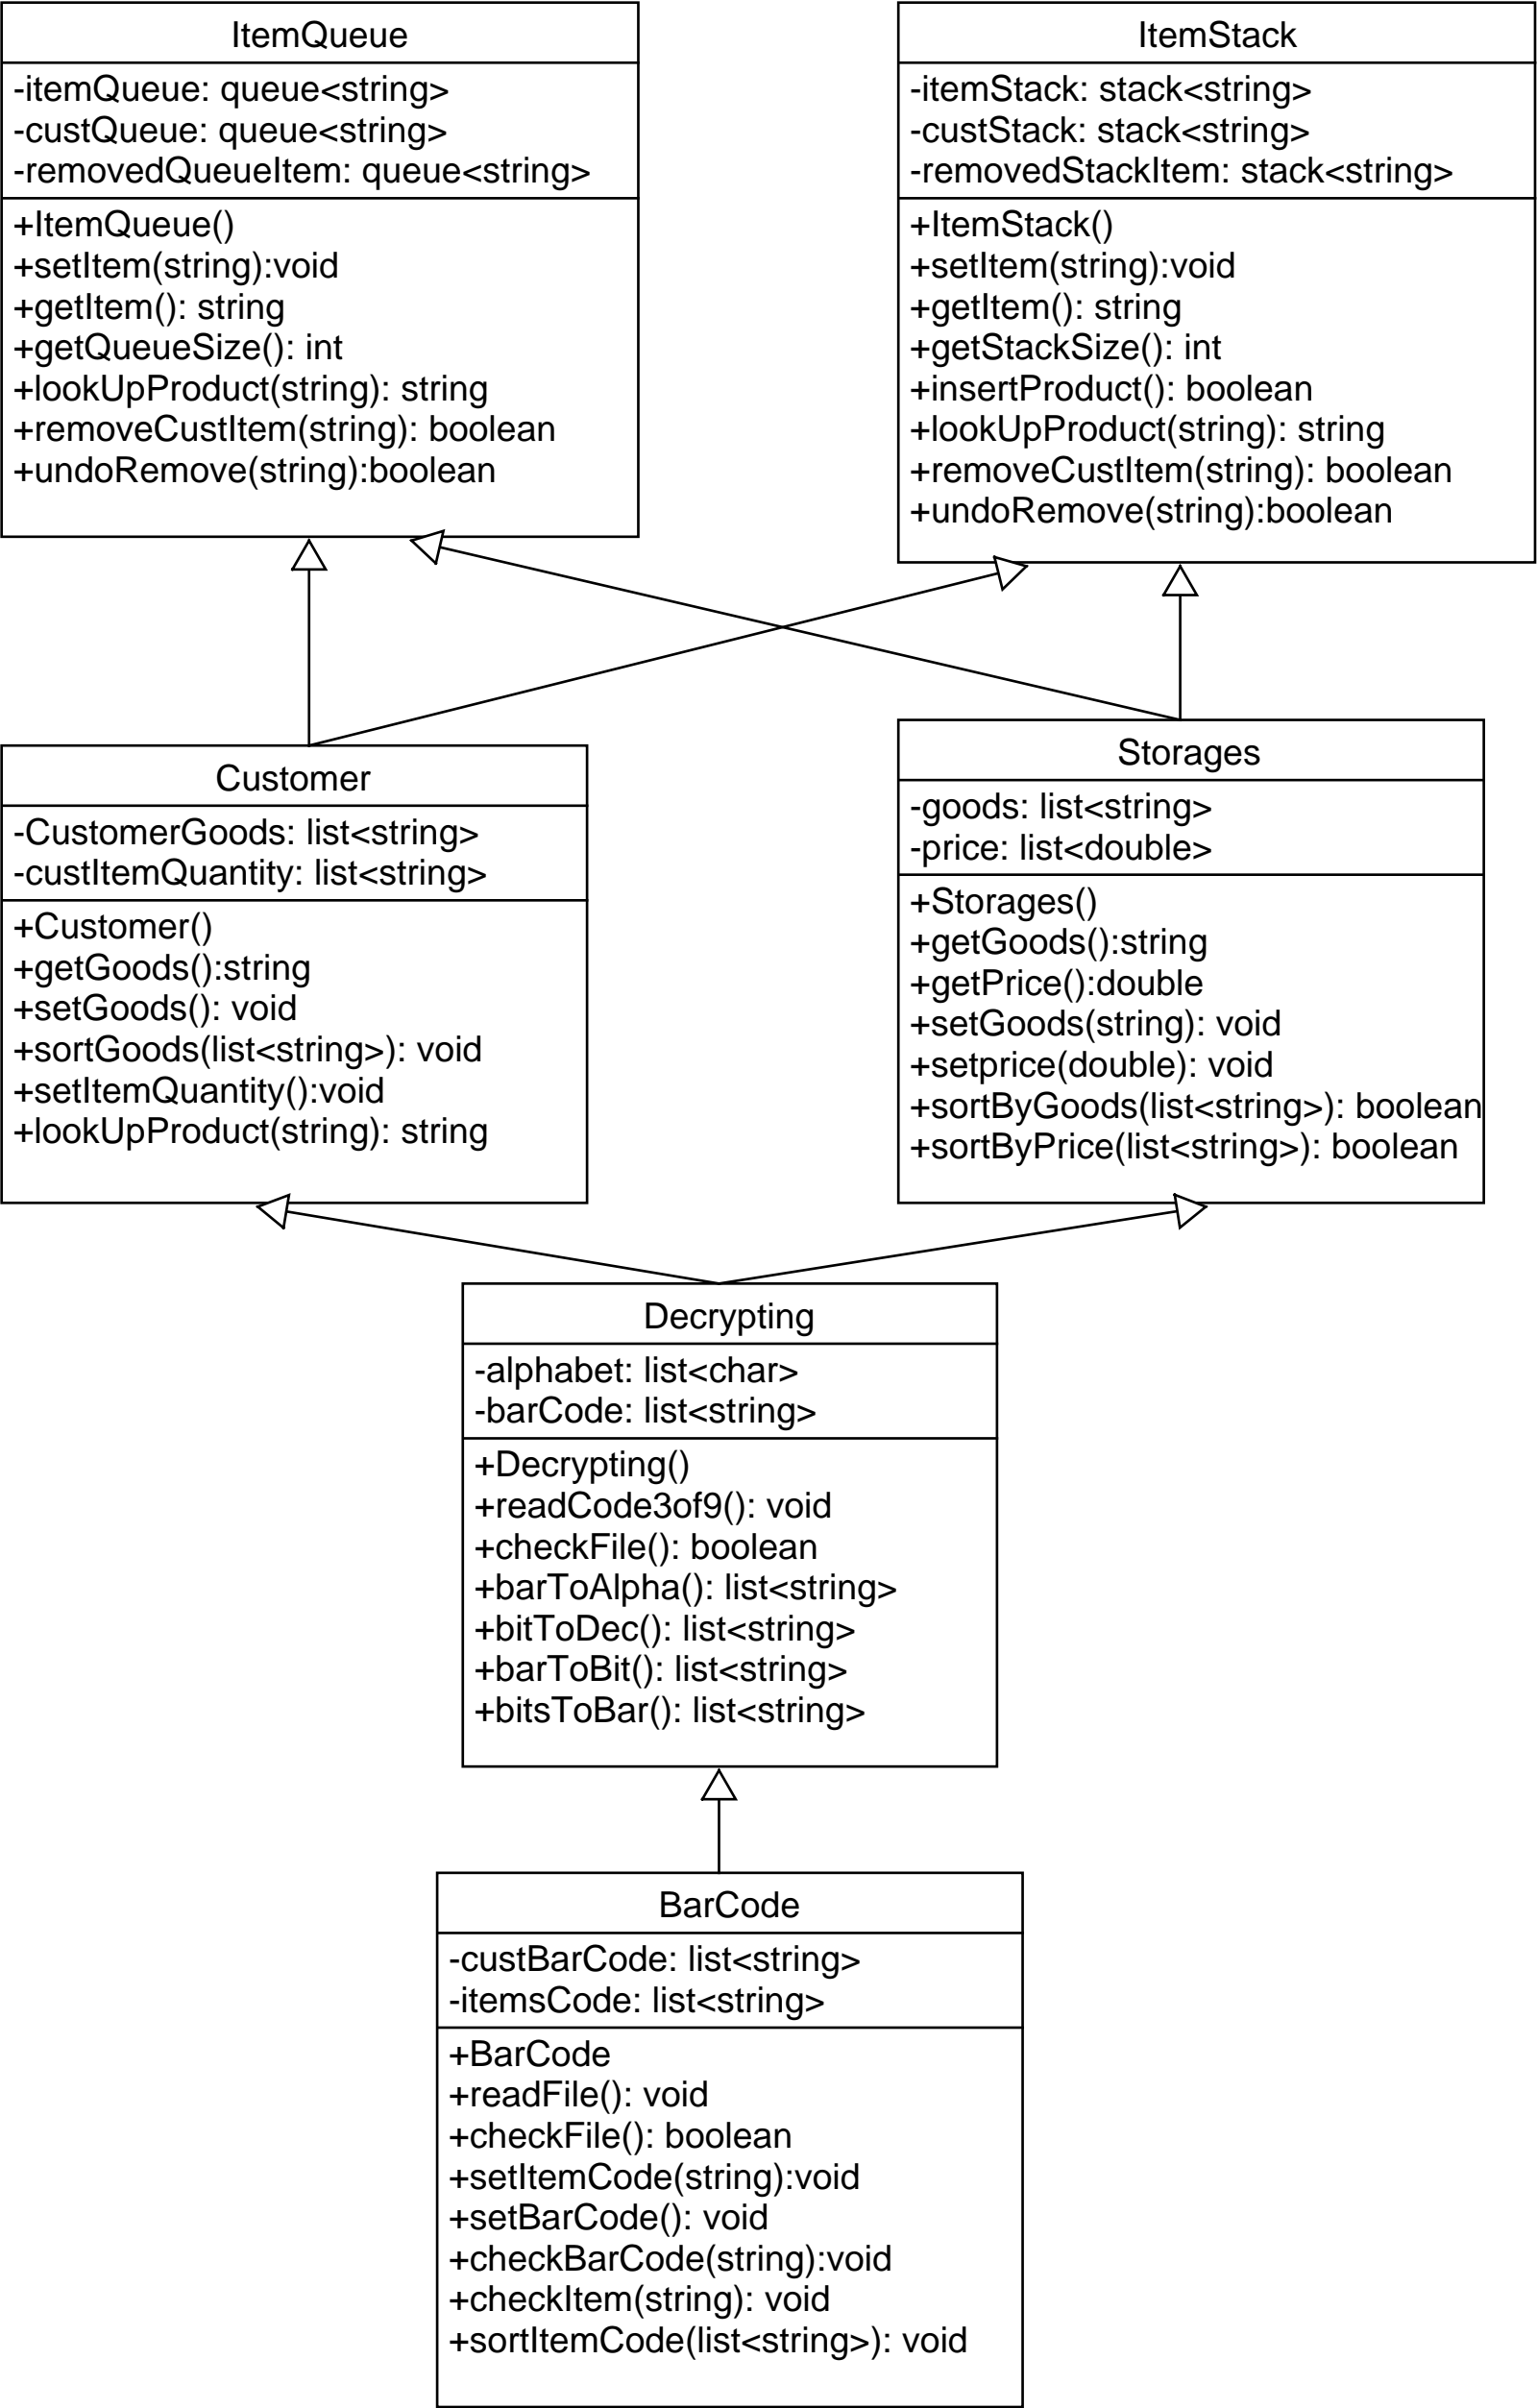 ItemQueue
-itemQueue: queue<string>
-custQueue: queue<string>
-removedQueueItem: queue<string>
+ItemQueue()
+setItem(string):void
+getItem(): string
+getQueueSize(): int
+lookUpProduct(string): string
+removeCustItem(string): boolean
+undoRemove(string):boolean
ItemStack
-itemStack: stack<string>
-custStack: stack<string>
-removedStackItem: stack<string>
+ItemStack()
+setItem(string):void
+getItem(): string
+getStackSize(): int
+insertProduct(): boolean
+lookUpProduct(string): string
+removeCustItem(string): boolean
+undoRemove(string):boolean
Customer
-CustomerGoods: list<string>
-custItemQuantity: list<string>
+Customer()
+getGoods():string
+setGoods(): void
+sortGoods(list<string>): void
+setItemQuantity():void
+lookUpProduct(string): string
Storages
-goods: list<string>
-price: list<double>
+Storages()
+getGoods():string
+getPrice():double
+setGoods(string): void
+setprice(double): void
+sortByGoods(list<string>): boolean
+sortByPrice(list<string>): boolean
Decrypting
-alphabet: list<char>
-barCode: list<string>
+Decrypting()
+readCode3of9(): void
+checkFile(): boolean
+barToAlpha(): list<string>
+bitToDec(): list<string>
+barToBit(): list<string>
+bitsToBar(): list<string>
BarCode
-custBarCode: list<string>
-itemsCode: list<string>
+BarCode
+readFile(): void
+checkFile(): boolean
+setItemCode(string):void
+setBarCode(): void
+checkBarCode(string):void
+checkItem(string): void
+sortItemCode(list<string>): void